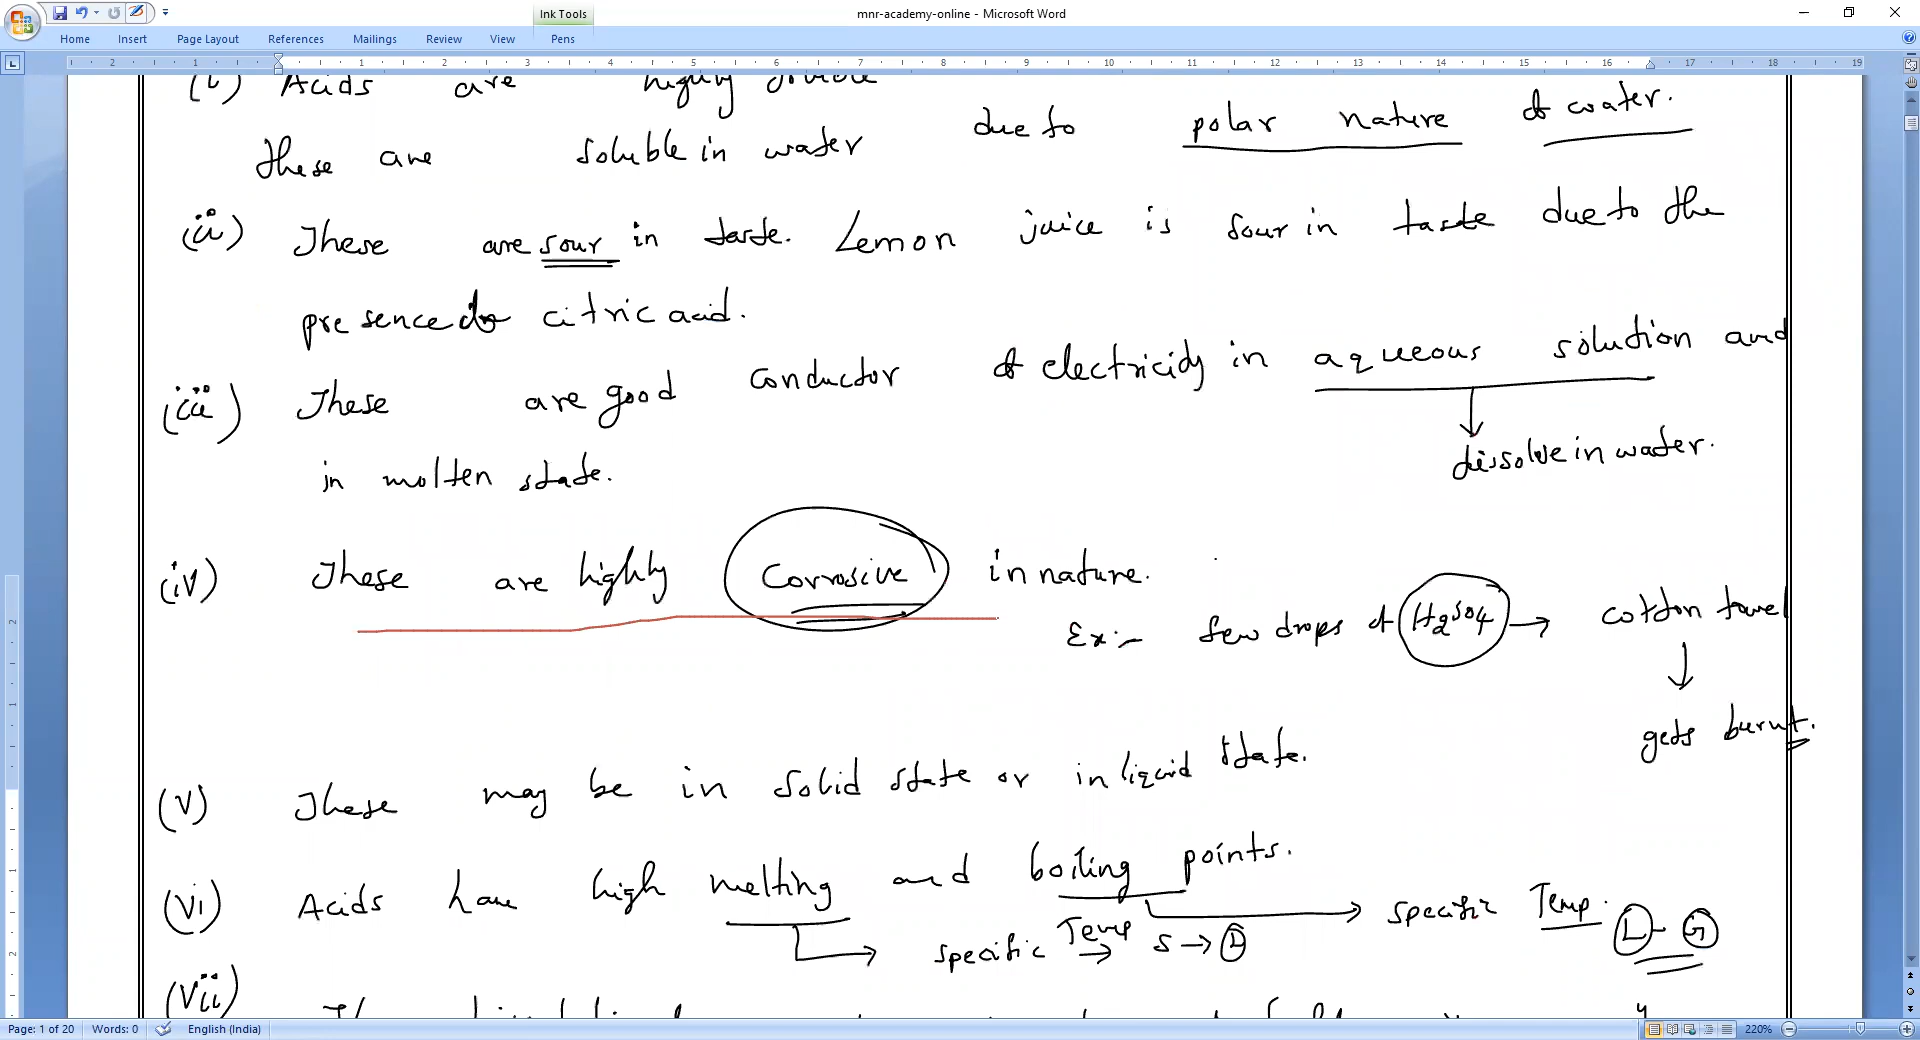 mnr-academy-online - Microsoft Word
Ink Tools
Home Insert Page Layout References Mailings Review View Pens
(i) Acids are highly soluble
These are soluble in water due to polar nature of water.
(ii) These are sour in taste. Lemon juice is sour in taste due to the
presence of citric acid.
(iii) These are good conductor of electricity in aqueous solution and
dissolve in water.
in molten state.
(iv) These are highly Corrosive in nature.
Ex:- few drops of H2SO4 → cotton towel
↓
gets burnt.
(v) These may be in solid state or in liquid state.
(vi) Acids have high melting and boiling points.
→ specific Temp → S → L → specific Temp. L - G
(vii)
Page: 1 of 20 Words: 0 English (India) 220%